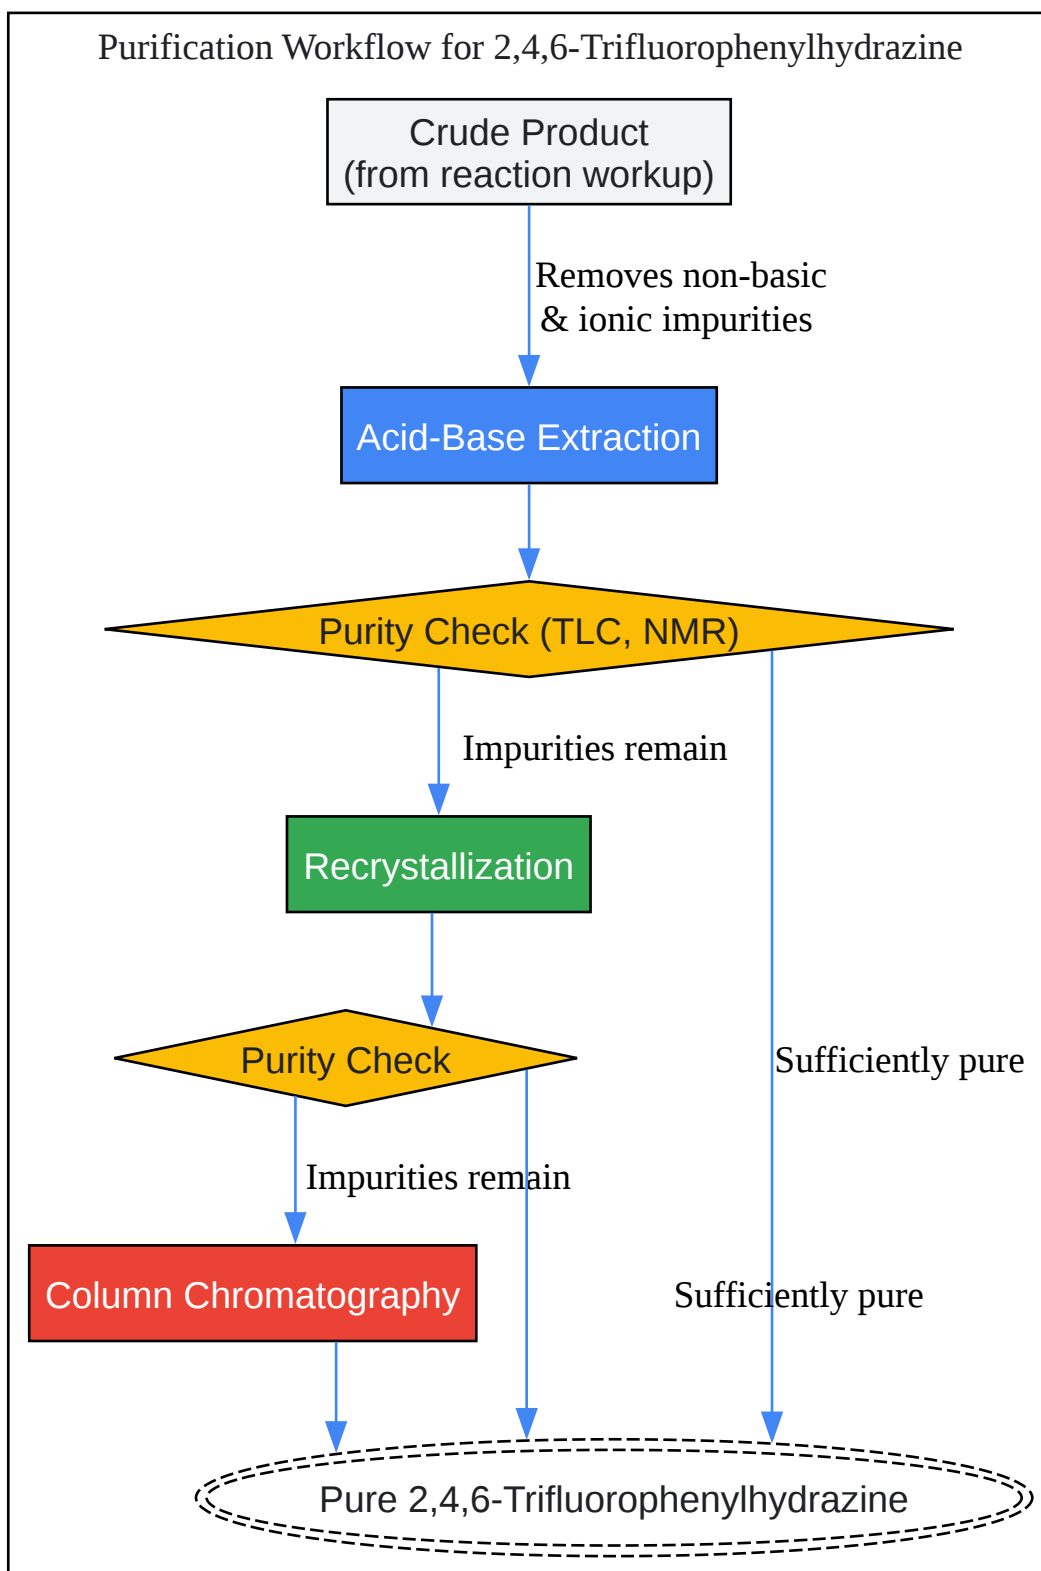 Purification Workflow for 2,4,6-Trifluorophenylhydrazine
Crude Product
(from reaction workup)
Removes non-basic
& ionic impurities
Acid-Base Extraction
Purity Check (TLC, NMR)
Impurities remain
Recrystallization
Purity Check
Sufficiently pure
Impurities remain
Column Chromatography
Sufficiently pure
Pure 2,4,6-Trifluorophenylhydrazine